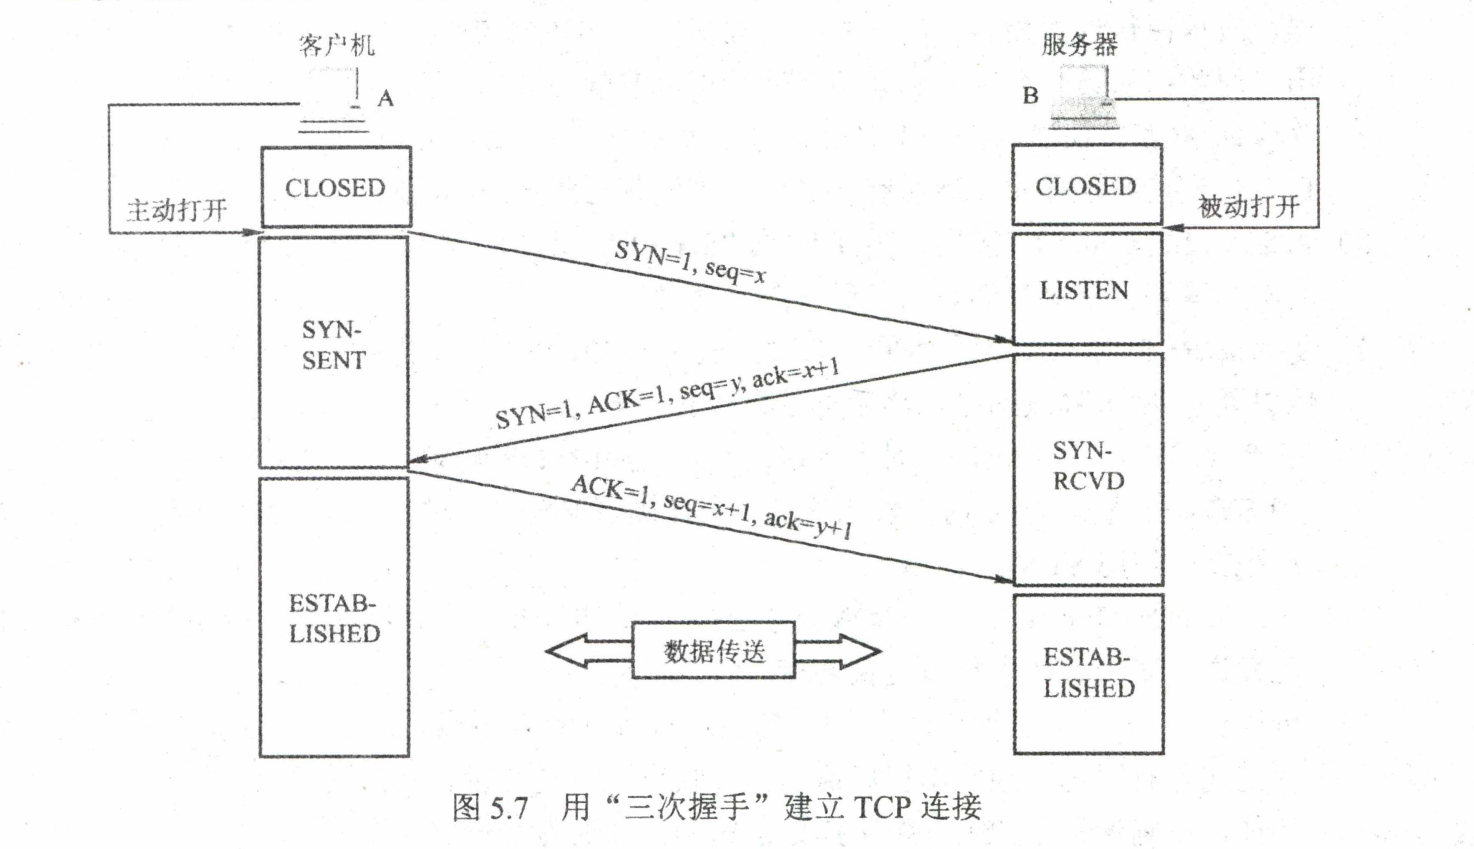 客户机
服务器
A
B
CLOSED
CLOSED
主动打开
被动打开
SYN=1, seq=x
LISTEN
SYN-
SENT
SYN=1, ACK=1, seq=y, ack=x+1
SYN-
RCVD
ACK=1, seq=x+1, ack=y+1
ESTAB-
LISHED
数据传送
ESTAB-
LISHED
图 5.7 用“三次握手”建立 TCP 连接